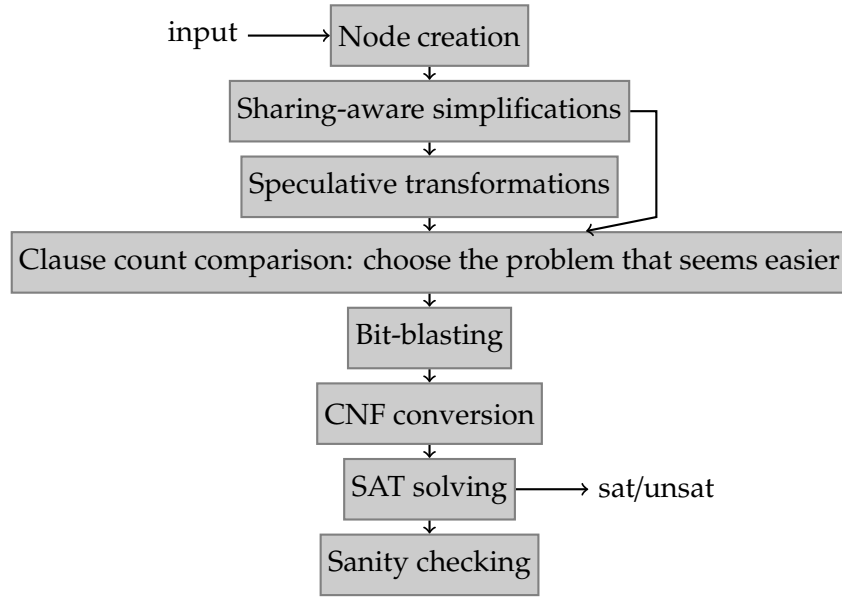 input
Node creation
Sharing-aware simplifications
Speculative transformations
Clause count comparison: choose the problem that seems easier
Bit-blasting
CNF conversion
SAT solving
sat/unsat
Sanity checking